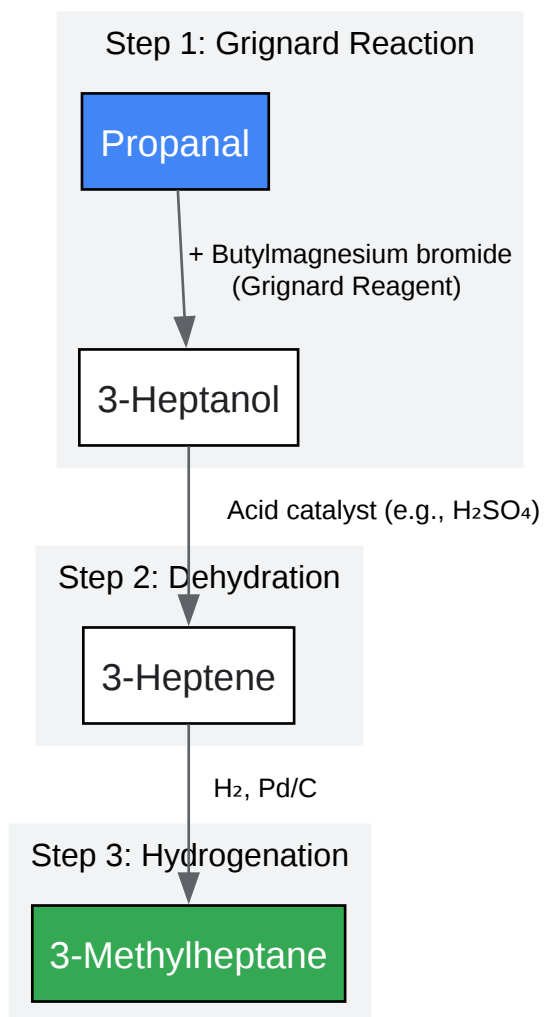 Step 1: Grignard Reaction
Propanal
+ Butylmagnesium bromide
(Grignard Reagent)
3-Heptanol
Acid catalyst (e.g., H₂SO₄)
Step 2: Dehydration
3-Heptene
H₂, Pd/C
Step 3: Hydrogenation
3-Methylheptane